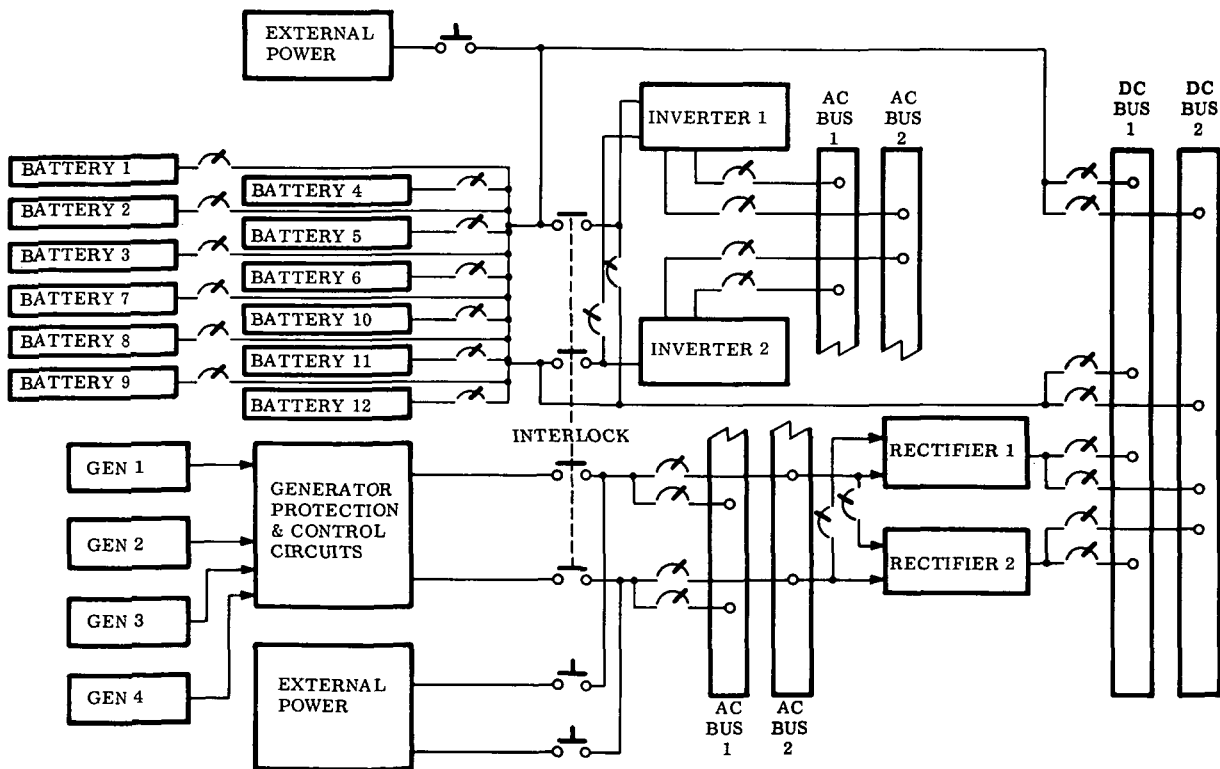 EXTERNAL
POWER
INVERTER 1
AC
BUS
1
AC
BUS
2
DC
BUS
1
DC
BUS
2
BATTERY 1
BATTERY 4
BATTERY 2
BATTERY 5
BATTERY 3
BATTERY 6
BATTERY 7
BATTERY 10
BATTERY 8
BATTERY 11
BATTERY 9
BATTERY 12
INVERTER 2
INTERLOCK
GEN 1
GEN 2
GEN 3
GEN 4
GENERATOR
PROTECTION
& CONTROL
CIRCUITS
RECTIFIER 1
RECTIFIER 2
EXTERNAL
POWER
AC
BUS
1
AC
BUS
2